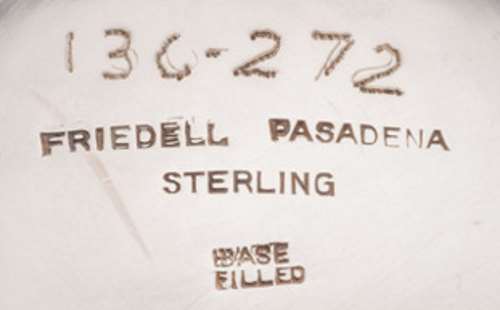 136-272
FRIEDELL PASADENA
STERLING
BASE
FILLED